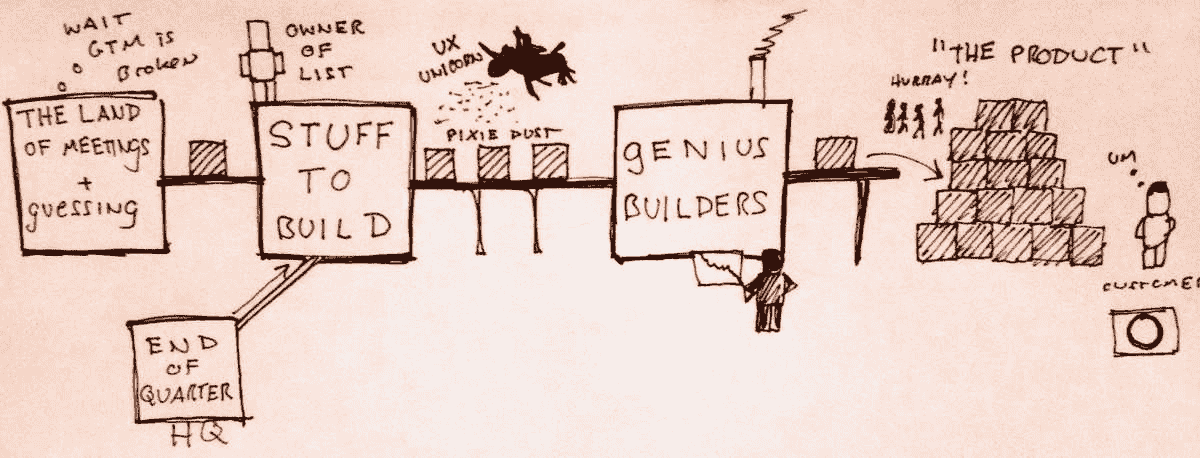 WAIT
GTM iS
BROKEN
THE LAND
OF MEETINGS
+
guessing
OWNER
OF
LIST
STUFF
TO
BUILD
END
OF
QUARTER
HQ
UX
UNICORN
PIXIE DUST
gENIUS
BUILDERS
"THE PRODUCT"
HURRAY!
UM
CUSTOMER